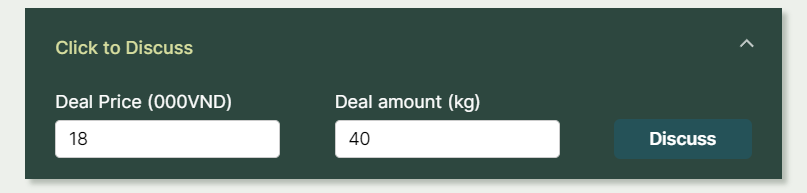 Click to Discuss
Deal Price (000VND)
Deal amount (kg)
18
40
Discuss